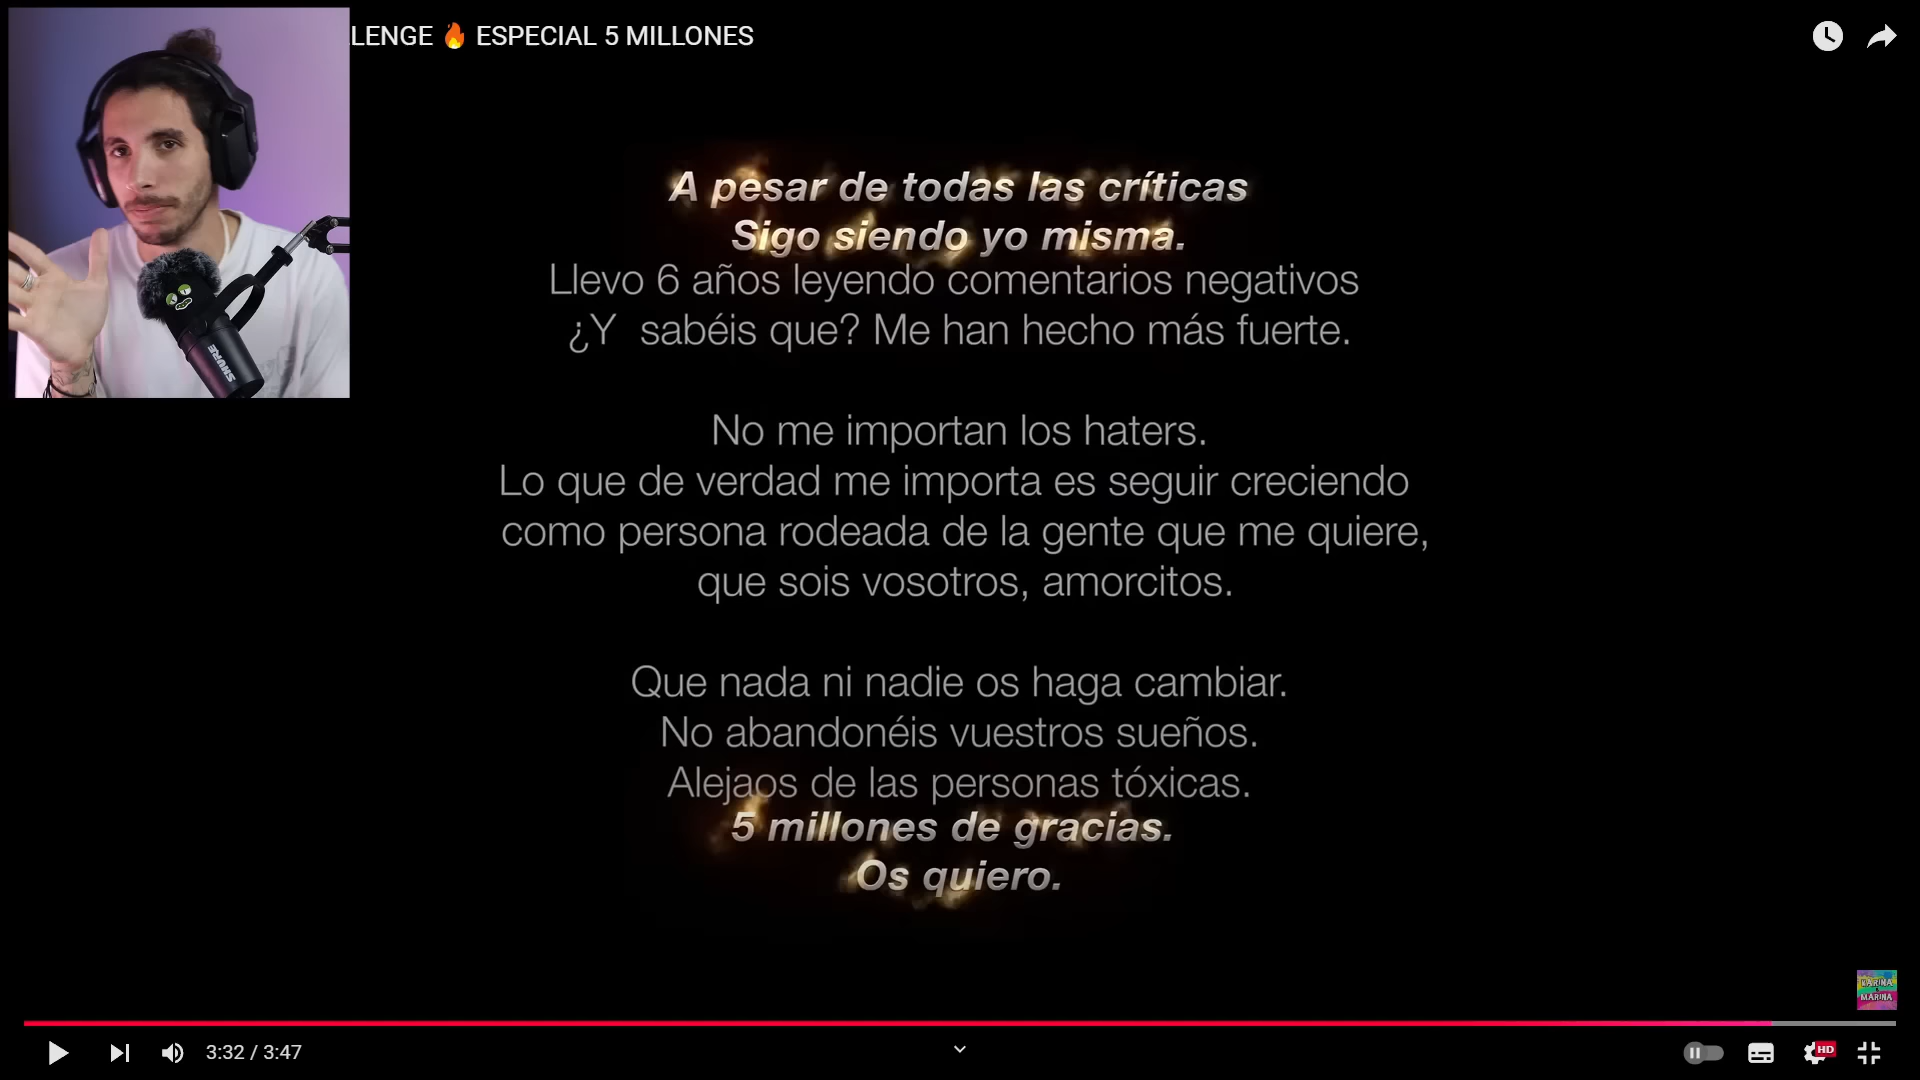 LENGE 🔥 ESPECIAL 5 MILLONES
A pesar de todas las críticas
Sigo siendo yo misma.
Llevo 6 años leyendo comentarios negativos
¿Y  sabéis que? Me han hecho más fuerte.
No me importan los haters.
Lo que de verdad me importa es seguir creciendo
como persona rodeada de la gente que me quiere,
que sois vosotros, amorcitos.
Que nada ni nadie os haga cambiar.
No abandonéis vuestros sueños.
Alejaos de las personas tóxicas.
5 millones de gracias.
Os quiero.
SHURE
KARINA
MARINA
3:32 / 3:47
HD